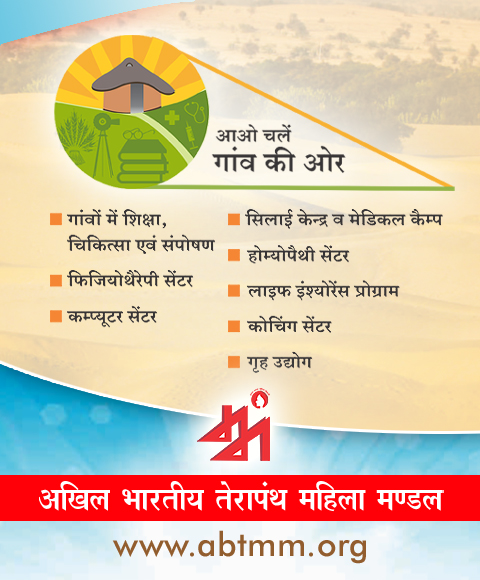 आओ चलें
गांव की ओर
गांवों में शिक्षा,
चिकित्सा एवं संपोषण
फिजियोथैरेपी सेंटर
कम्प्यूटर सेंटर
सिलाई केन्द्र व मेडिकल कैम्प
होम्योपैथी सेंटर
लाइफ इंश्योरेंस प्रोग्राम
कोचिंग सेंटर
गृह उद्योग
अखिल भारतीय तेरापंथ महिला मण्डल
www.abtmm.org